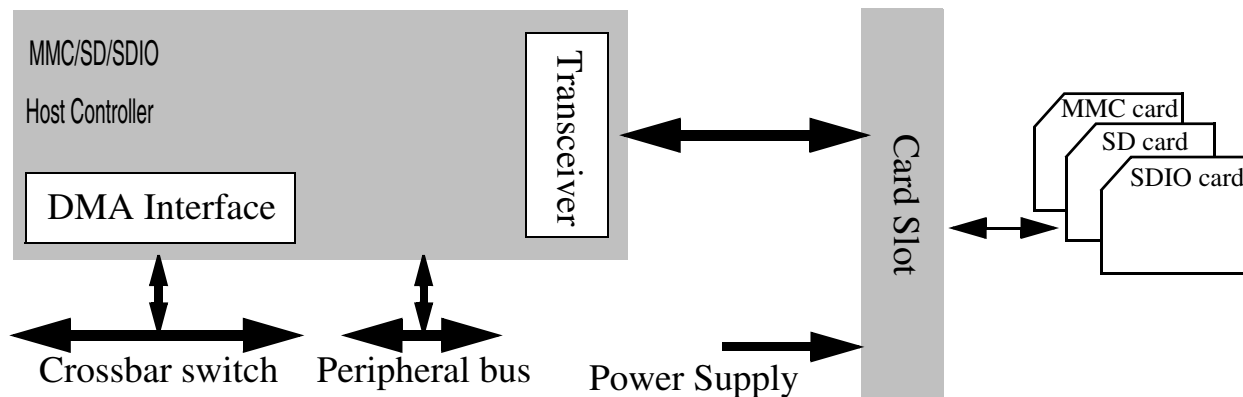 MMC/SD/SDIO
Host Controller
Transceiver
DMA Interface
Card Slot
MMC card
SD card
SDIO card
Crossbar switch
Peripheral bus
Power Supply